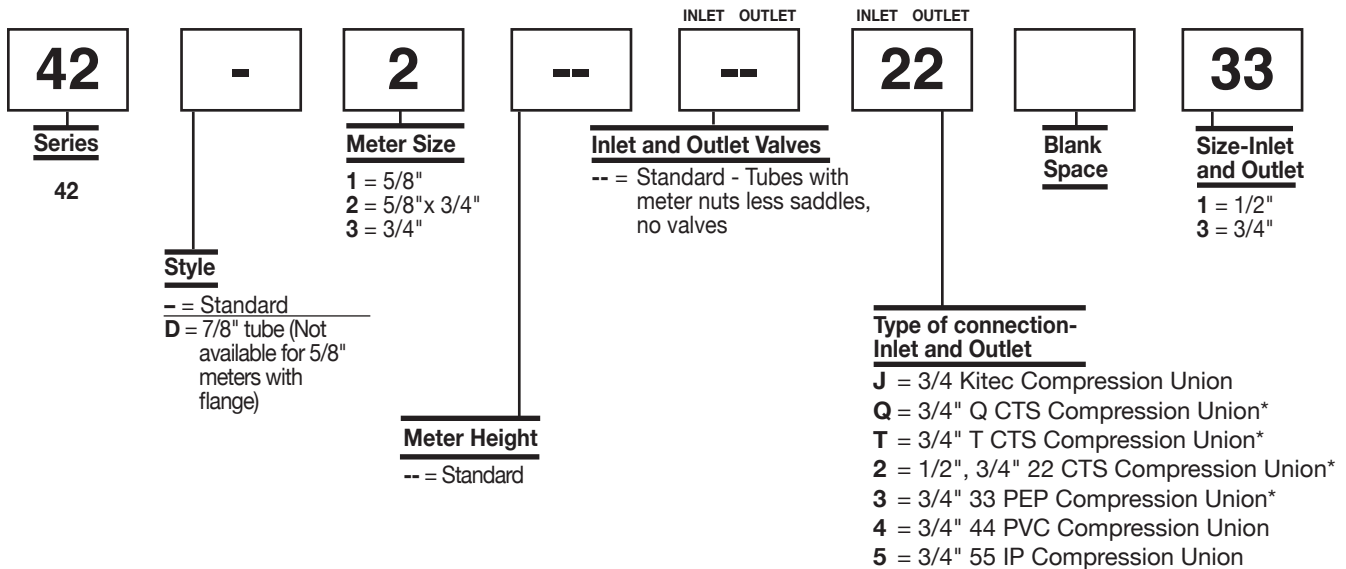 INLET OUTLET INLET OUTLET
42 - 2 -- -- 22 33
Series
42
Style
– = Standard
D = 7/8" tube (Not
available for 5/8"
meters with
flange)
Meter Size
1 = 5/8"
2 = 5/8"x 3/4"
3 = 3/4"
Meter Height
-- = Standard
Inlet and Outlet Valves
-- = Standard - Tubes with
meter nuts less saddles,
no valves
Type of connection-
Inlet and Outlet
J = 3/4 Kitec Compression Union
Q = 3/4" Q CTS Compression Union*
T = 3/4" T CTS Compression Union*
2 = 1/2", 3/4" 22 CTS Compression Union*
3 = 3/4" 33 PEP Compression Union*
4 = 3/4" 44 PVC Compression Union
5 = 3/4" 55 IP Compression Union
Blank
Space
Size-Inlet
and Outlet
1 = 1/2"
3 = 3/4"